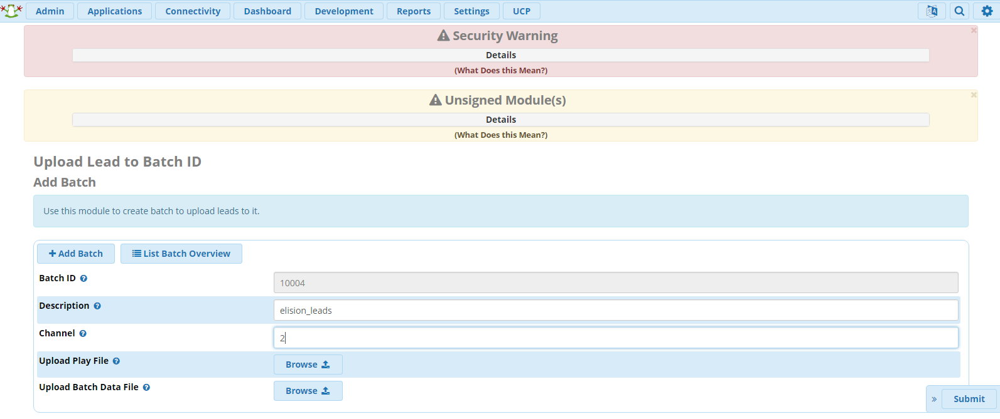 Admin Applications Connectivity Dashboard Development Reports Settings UCP
Security Warning
Details
(What Does this Mean?)
Unsigned Module(s)
Details
(What Does this Mean?)
Upload Lead to Batch ID
Add Batch
Use this module to create batch to upload leads to it.
Add Batch List Batch Overview
Batch ID 10004
Description elision_leads
Channel 2
Upload Play File Browse
Upload Batch Data File Browse
» Submit